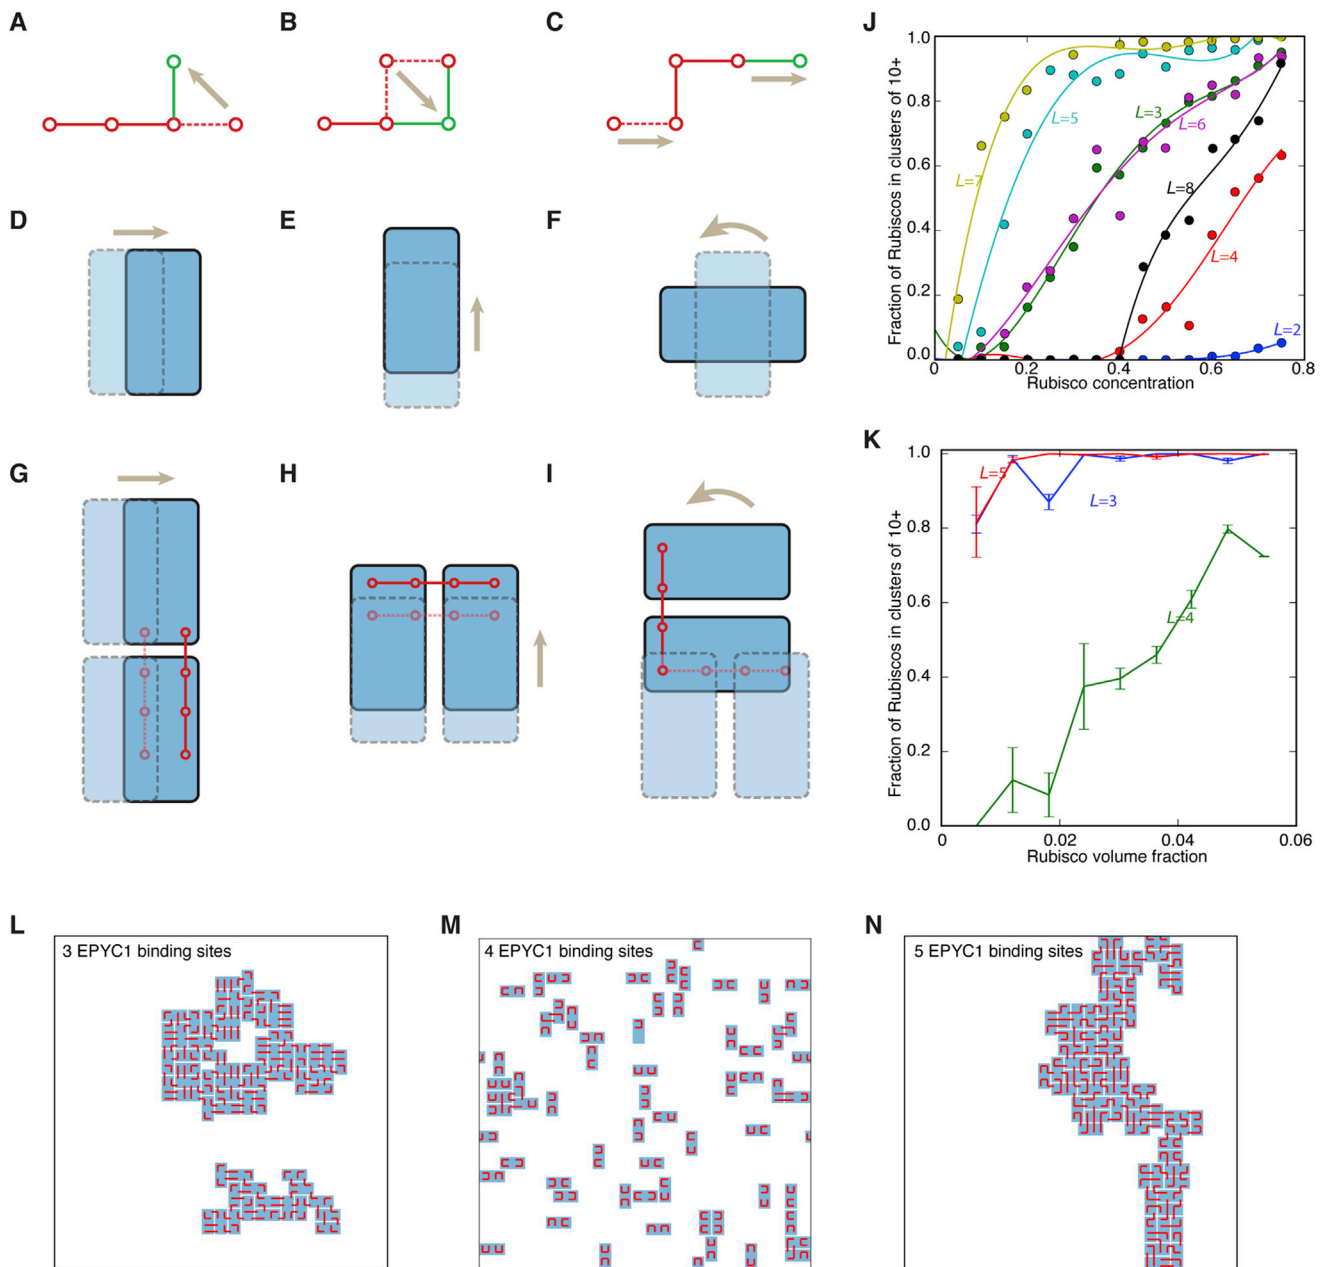 A
B
C
D
E
F
G
H
I
J
Fraction of Rubiscos in clusters of 10+
1.0
0.8
0.6
0.4
0.2
0.0
L=7
L=5
L=3
L=6
L=8
L=4
L=2
0
0.2
0.4
0.6
0.8
Rubisco concentration
K
Fraction of Rubiscos in clusters of 10+
1.0
0.8
0.6
0.4
0.2
0.0
L=5
L=3
L=4
0
0.02
0.04
0.06
Rubisco volume fraction
L
3 EPYC1 binding sites
M
4 EPYC1 binding sites
N
5 EPYC1 binding sites